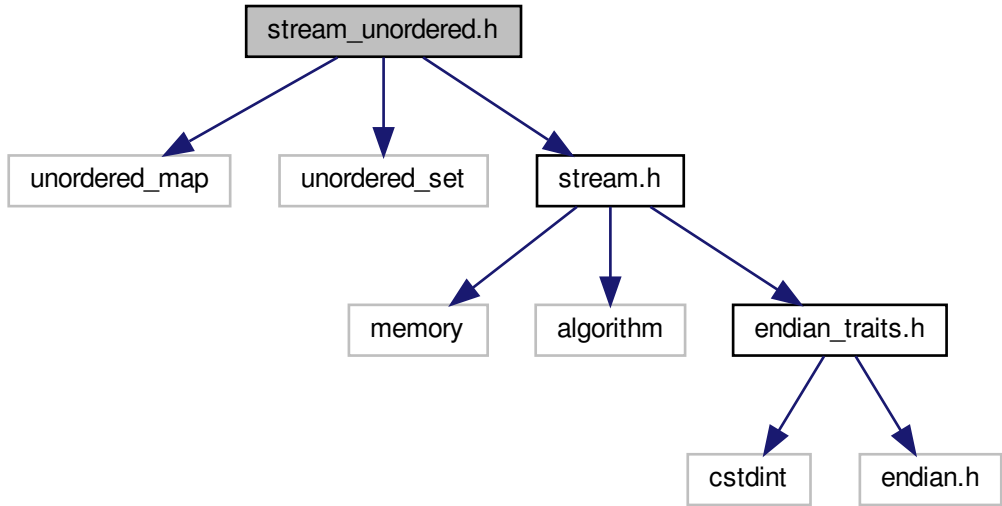 stream_unordered.h
unordered_map
unordered_set
stream.h
memory
algorithm
endian_traits.h
cstdint
endian.h